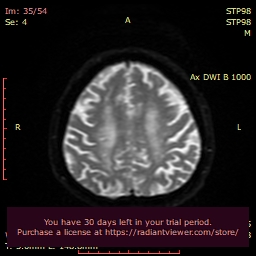 Im: 35/54
Se: 4
A
STP98
STP98
M
Ax DWI B 1000
R
L
You have 30 days left in your trial period.
Purchase a license at https://radiantviewer.com/store/